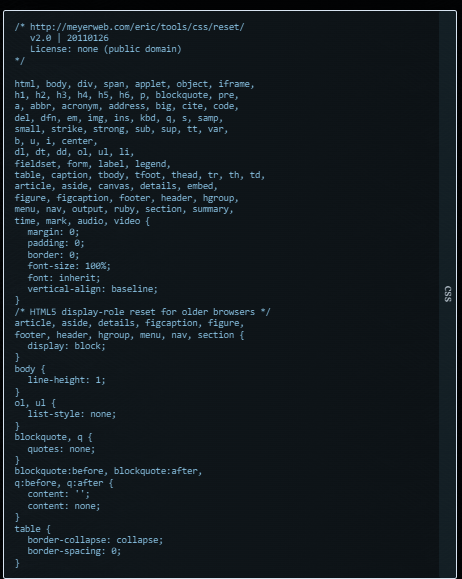 /* http://meyerweb.com/eric/tools/css/reset/
   v2.0 | 20110126
   License: none (public domain)
*/

html, body, div, span, applet, object, iframe,
h1, h2, h3, h4, h5, h6, p, blockquote, pre,
a, abbr, acronym, address, big, cite, code,
del, dfn, em, img, ins, kbd, q, s, samp,
small, strike, strong, sub, sup, tt, var,
b, u, i, center,
dl, dt, dd, ol, ul, li,
fieldset, form, label, legend,
table, caption, tbody, tfoot, thead, tr, th, td,
article, aside, canvas, details, embed,
figure, figcaption, footer, header, hgroup,
menu, nav, output, ruby, section, summary,
time, mark, audio, video {
  margin: 0;
  padding: 0;
  border: 0;
  font-size: 100%;
  font: inherit;
  vertical-align: baseline;
}
/* HTML5 display-role reset for older browsers */
article, aside, details, figcaption, figure,
footer, header, hgroup, menu, nav, section {
  display: block;
}
body {
  line-height: 1;
}
ol, ul {
  list-style: none;
}
blockquote, q {
  quotes: none;
}
blockquote:before, blockquote:after,
q:before, q:after {
  content: '';
  content: none;
}
table {
  border-collapse: collapse;
  border-spacing: 0;
}
CSS